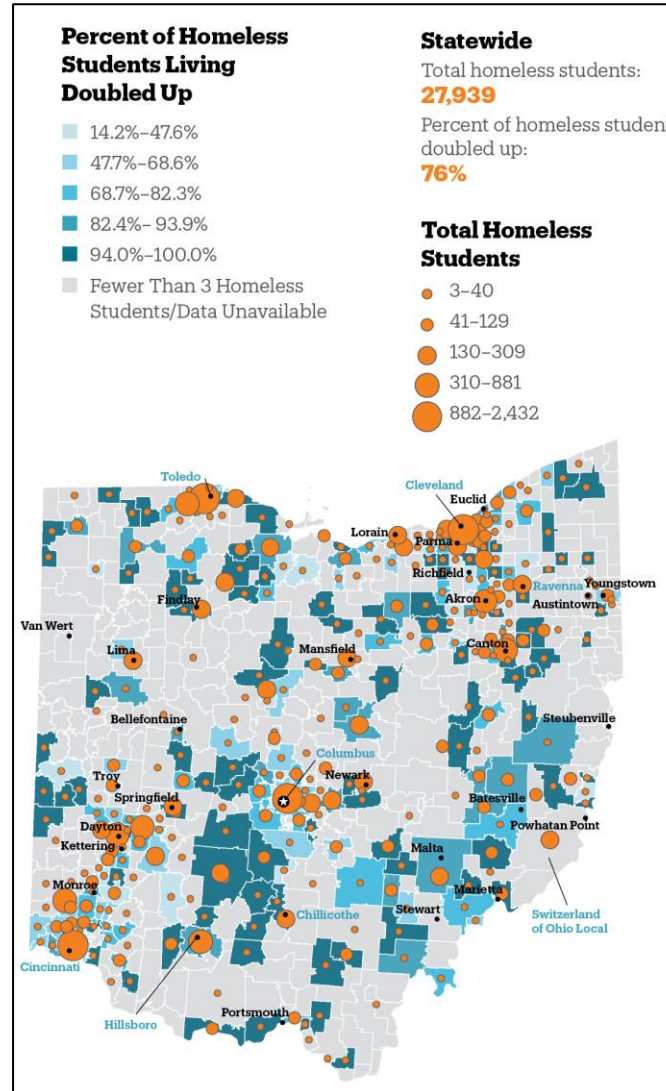 Percent of Homeless
Students Living
Doubled Up
14.2%–47.6%
47.7%–68.6%
68.7%–82.3%
82.4%– 93.9%
94.0%–100.0%
Fewer Than 3 Homeless
Students/Data Unavailable
Statewide
Total homeless students:
27,939
Percent of homeless studen
doubled up:
76%
Total Homeless
Students
3–40
41–129
130–309
310–881
882–2,432
Toledo
Cleveland
Euclid
Lorain
Parma
Richfield
Ravenna
Youngstown
Akron
Austintown
Findlay
Van Wert
Lima
Mansfield
Canton
Bellefontaine
Steubenville
Columbus
Troy
Newark
Springfield
Batesville
Dayton
Powhatan Point
Kettering
Malta
Monroe
Marietta
Chillicothe
Stewart
Switzerland
of Ohio Local
Cincinnati
Hillsboro
Portsmouth